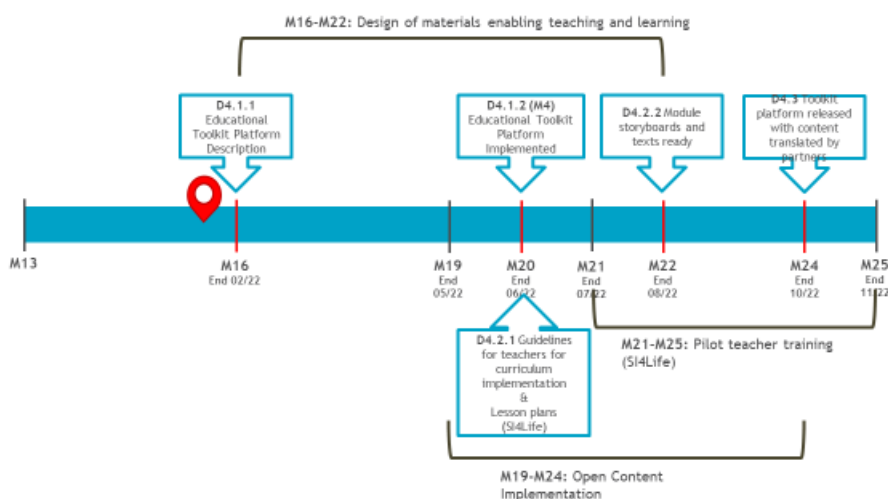 M16-M22: Design of materials enabling teaching and learning
D4.1.1
Educational
Toolkit Platform
Description
D4.1.2 (M4)
Educational Toolkit
Platform
Implemented
D4.2.2 Module
storyboards and
texts ready
D4.3 Toolkit
platform released
with content
translated by
partners
M13
M16
End 02/22
M19
End
05/22
M20
End
06/22
M21
End
07/22
M22
End
08/22
M24
End
10/22
M25
End
11/22
D4.2.1 Guidelines
for teachers for
curriculum
implementation
&
Lesson plans
(SI4Life)
M21-M25: Pilot teacher training
(SI4Life)
M19-M24: Open Content
Implementation